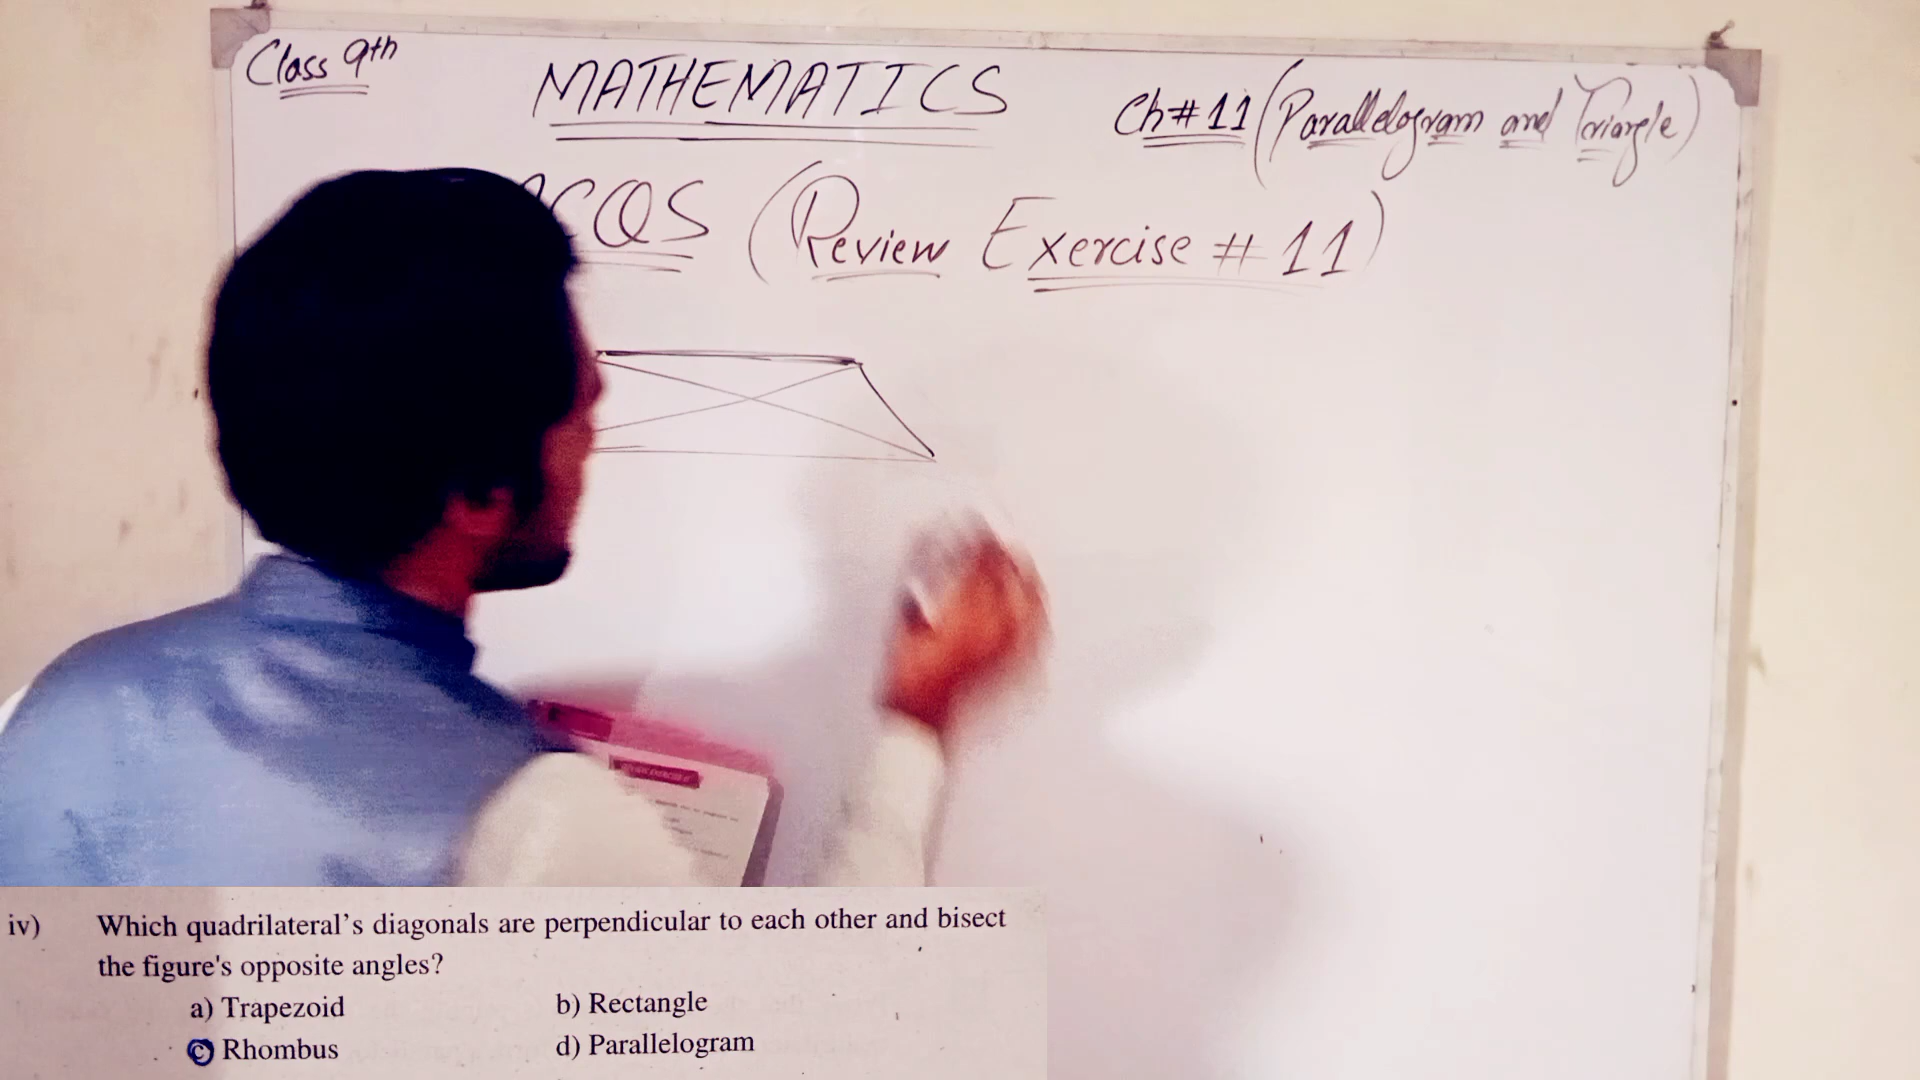 Class 9th
MATHEMATICS
Ch# 11 (Parallelogram and Triangle)
CQS (Review Exercise # 11)
iv) Which quadrilateral's diagonals are perpendicular to each other and bisect
the figure's opposite angles?
a) Trapezoid b) Rectangle
c) Rhombus d) Parallelogram